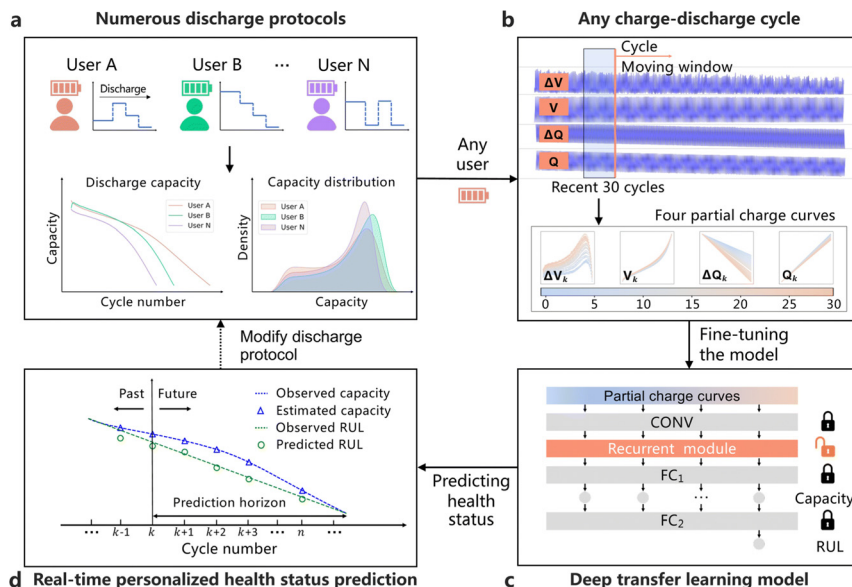 a Numerous discharge protocols
User A
User B
...
User N
Discharge
Discharge capacity
User A
User B
User N
Capacity
Cycle number
Capacity distribution
User A
User B
User N
Density
Capacity
Any
user
b Any charge-discharge cycle
Cycle
Moving window
ΔV
V
ΔQ
Q
Recent 30 cycles
Four partial charge curves
ΔVk
Vk
ΔQk
Qk
0 5 10 15 20 25 30
Fine-tuning
the model
Partial charge curves
CONV
Recurrent module
FC1
...
Capacity
FC2
RUL
c Deep transfer learning model
Predicting
health
status
Modify discharge
protocol
Past
Future
Observed capacity
Estimated capacity
Observed RUL
Predicted RUL
Prediction horizon
... k-1 k k+1 k+2 k+3 ... n ...
Cycle number
d Real-time personalized health status prediction